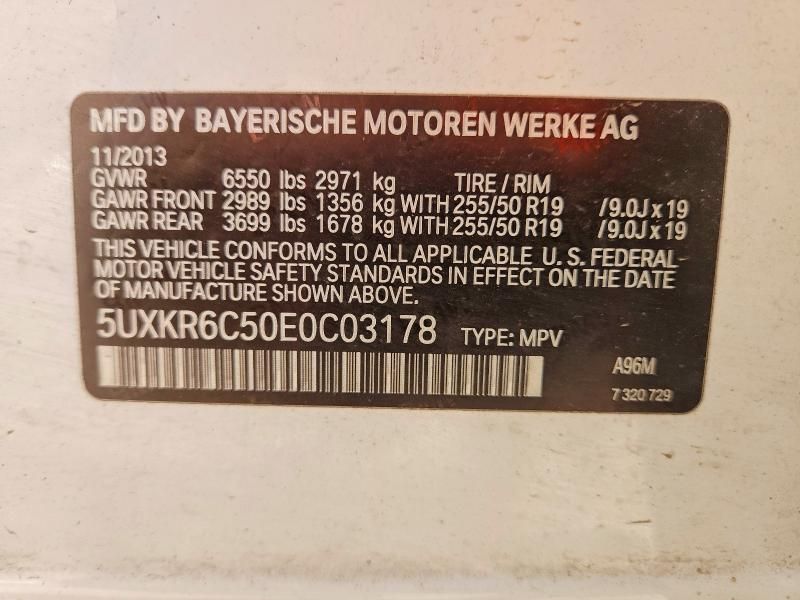 MFD BY BAYERISCHE MOTOREN WERKE AG
11/2013
GVWR 6550 lbs 2971 kg TIRE / RIM
GAWR FRONT 2989 lbs 1356 kg WITH 255/50 R19 /9.0J x 19
GAWR REAR 3699 lbs 1678 kg WITH 255/50 R19 /9.0J x 19
THIS VEHICLE CONFORMS TO ALL APPLICABLE U. S. FEDERAL
MOTOR VEHICLE SAFETY STANDARDS IN EFFECT ON THE DATE
OF MANUFACTURE SHOWN ABOVE.
5UXKR6C50E0C03178 TYPE: MPV
A96M
7 320 729